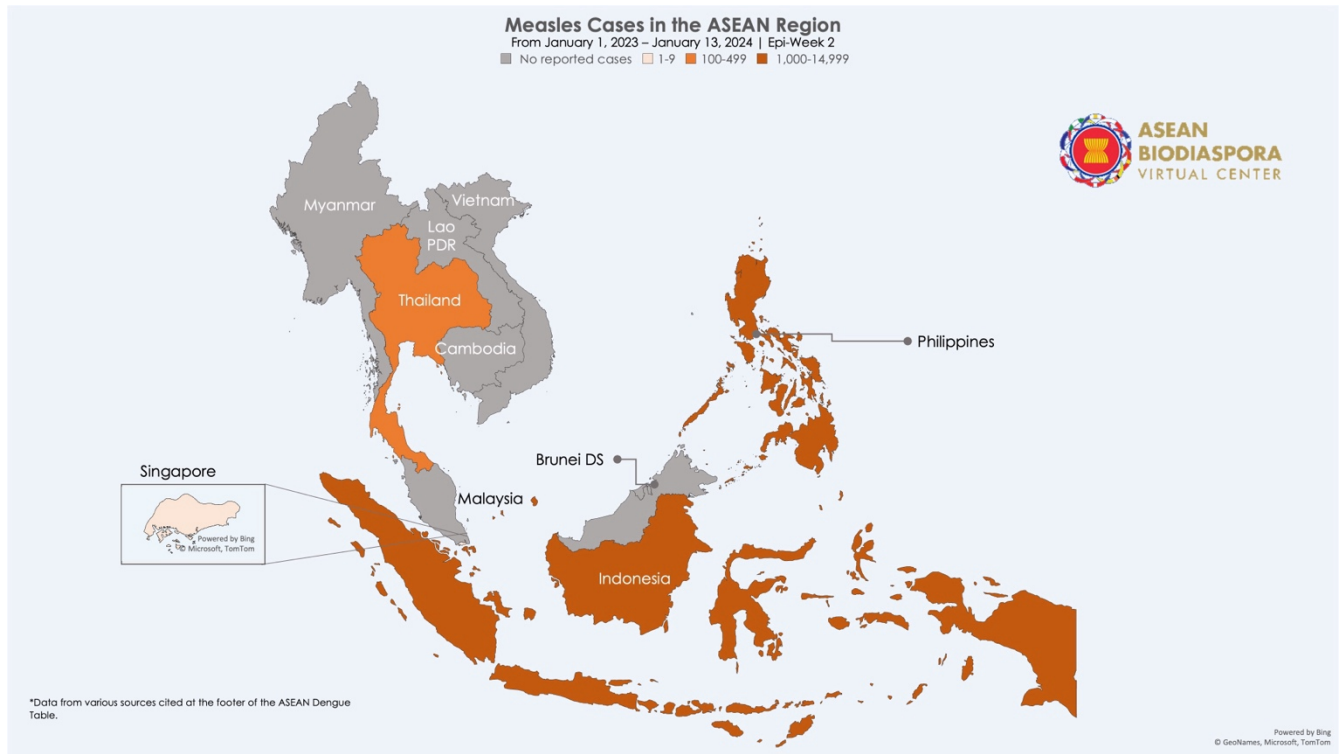 Measles Cases in the ASEAN Region
From January 1, 2023 – January 13, 2024 | Epi-Week 2
No reported cases 1-9 100-499 1,000-14,999
ASEAN
BIODIASPORA
VIRTUAL CENTER
Myanmar
Vietnam
Lao
PDR
Thailand
Cambodia
Philippines
Brunei DS
Singapore
Malaysia
Powered by Bing
© Microsoft, TomTom
Indonesia
*Data from various sources cited at the footer of the ASEAN Dengue
Table.
Powered by Bing
© GeoNames, Microsoft, TomTom